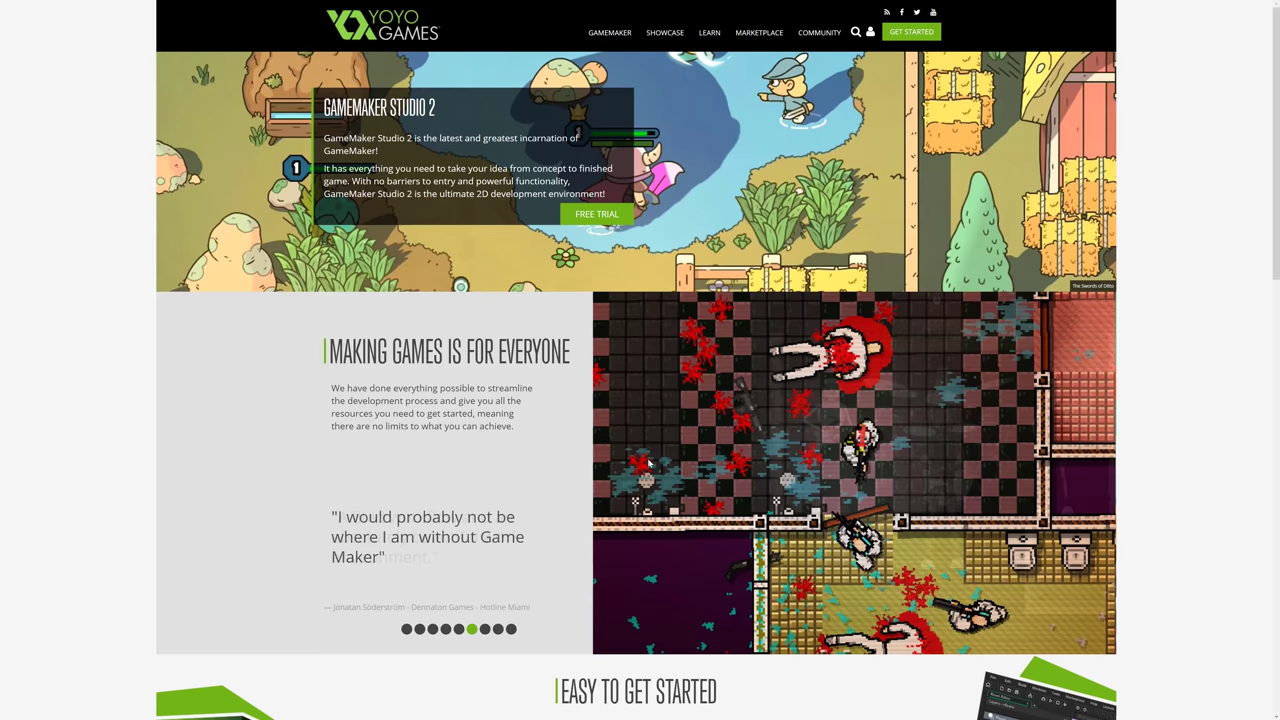 YOYO
GAMES
GAMEMAKER
SHOWCASE
LEARN
MARKETPLACE
COMMUNITY
GET STARTED
GAMEMAKER STUDIO 2
GameMaker Studio 2 is the latest and greatest incarnation of
GameMaker!
It has everything you need to take your idea from concept to finished
game. With no barriers to entry and powerful functionality,
GameMaker Studio 2 is the ultimate 2D development environment!
FREE TRIAL
1
The Swords of Ditto
MAKING GAMES IS FOR EVERYONE
We have done everything possible to streamline
the development process and give you all the
resources you need to get started, meaning
there are no limits to what you can achieve.
"I would probably not be
where I am without Game
Maker"
— Jonatan Söderström - Dennaton Games - Hotline Miami
EASY TO GET STARTED